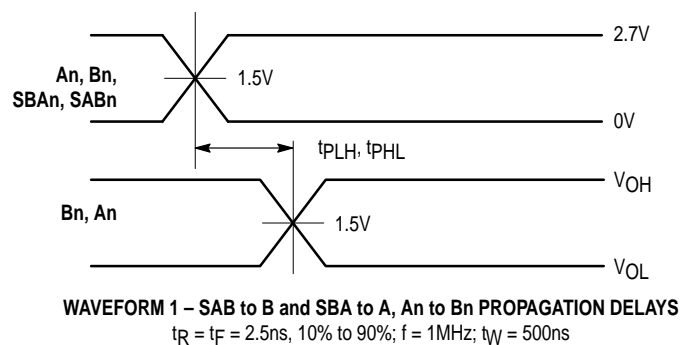 2.7V
An, Bn,
SBAn, SABn
1.5V
0V
tPLH, tPHL
VOH
Bn, An
1.5V
VOL
WAVEFORM 1 – SAB to B and SBA to A, An to Bn PROPAGATION DELAYS
tR = tF = 2.5ns, 10% to 90%; f = 1MHz; tW = 500ns